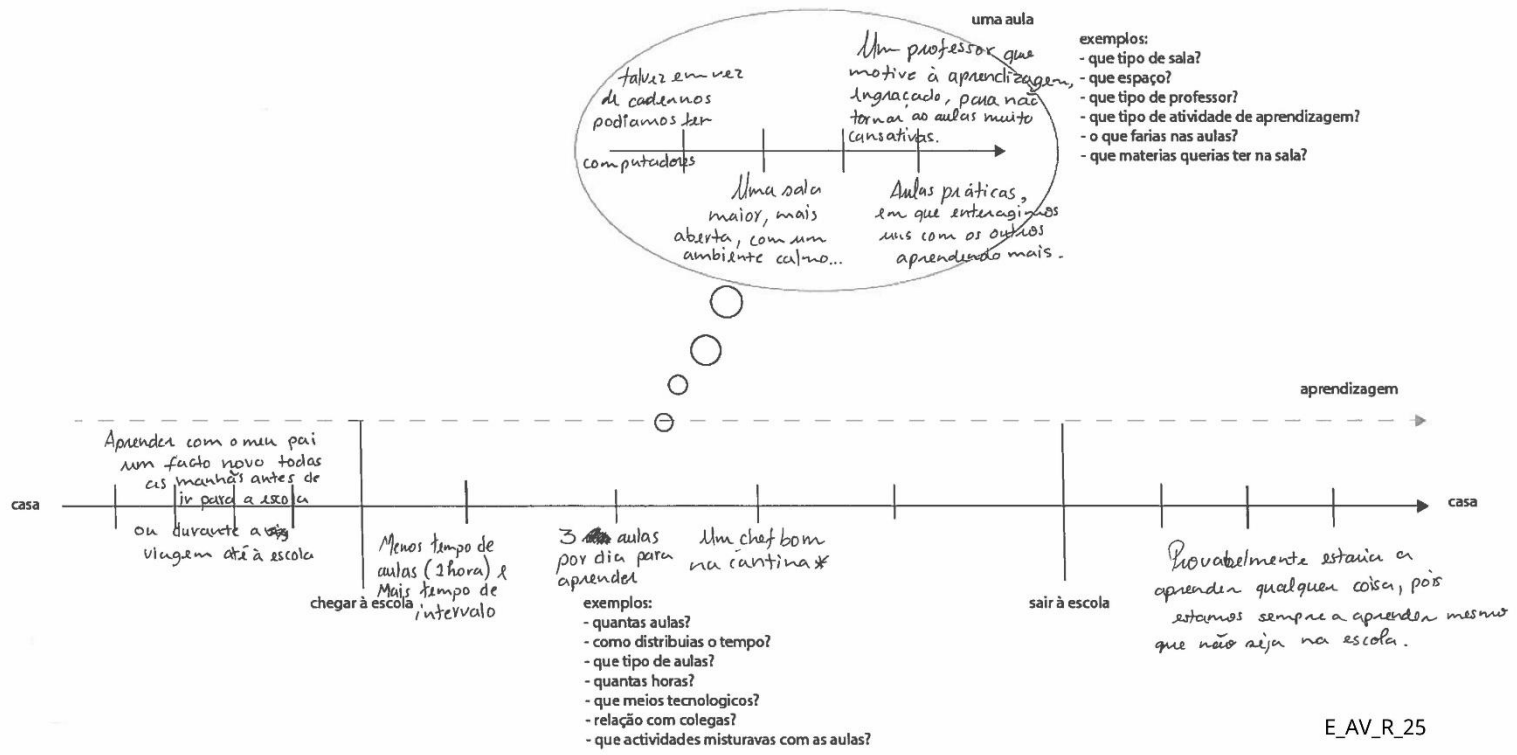 uma aula
exemplos:
- que tipo de sala?
- que espaço?
- que tipo de professor?
- que tipo de atividade de aprendizagem?
- o que farias nas aulas?
- que materias querias ter na sala?
talvez em vez
de cadernos
podiamos ter
computadores
Um professor que
motive à aprendizagem,
engraçado, para não
tornar as aulas muito
cansativas.
Uma sala
maior, mais
aberta, com um
ambiente calmo...
Aulas práticas,
em que enteragimos
uns com os outros
aprendendo mais.
aprendizagem
casa
Aprender com o meu pai
um facto novo todas
as manhãs antes de
ir para a escola
ou durante a
viagem até à escola
chegar à escola
Menos tempo de
aulas (1 hora) e
Mais tempo de
intervalo
3 aulas
por dia para
aprender
exemplos:
- quantas aulas?
- como distribuias o tempo?
- que tipo de aulas?
- quantas horas?
- que meios tecnologicos?
- relação com colegas?
- que actividades misturavas com as aulas?
Um chef bom
na cantina*
sair à escola
Provabelmente estaria a
aprender qualquer coisa, pois
estamos sempre a aprender mesmo
que não seja na escola.
casa
E_AV_R_25